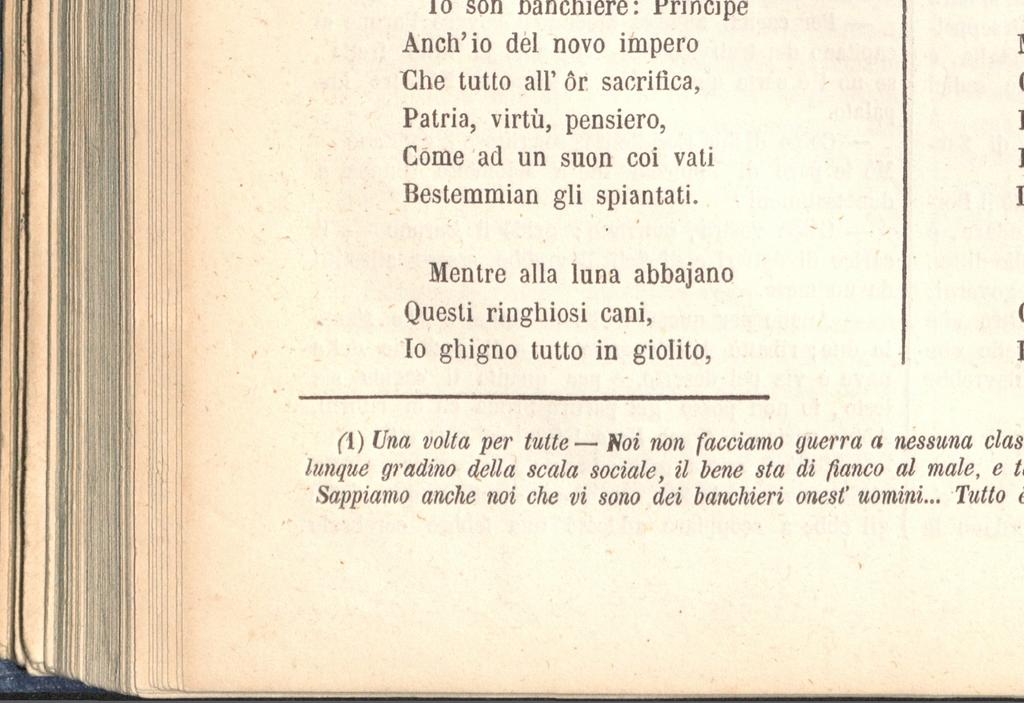 Io son banchiere: Principe
Anch'io del novo impero
Che tutto all' ôr sacrifica,
Patria, virtù, pensiero,
Come ad un suon coi vati
Bestemmian gli spiantati.
Mentre alla luna abbajano
Questi ringhiosi cani,
Io ghigno tutto in giolito,
(1) Una volta per tutte — Noi non facciamo guerra a nessuna clas
lunque gradino della scala sociale, il bene sta di fianco al male, e
Sappiamo anche noi che vi sono dei banchieri onest' uomini... Tutto è